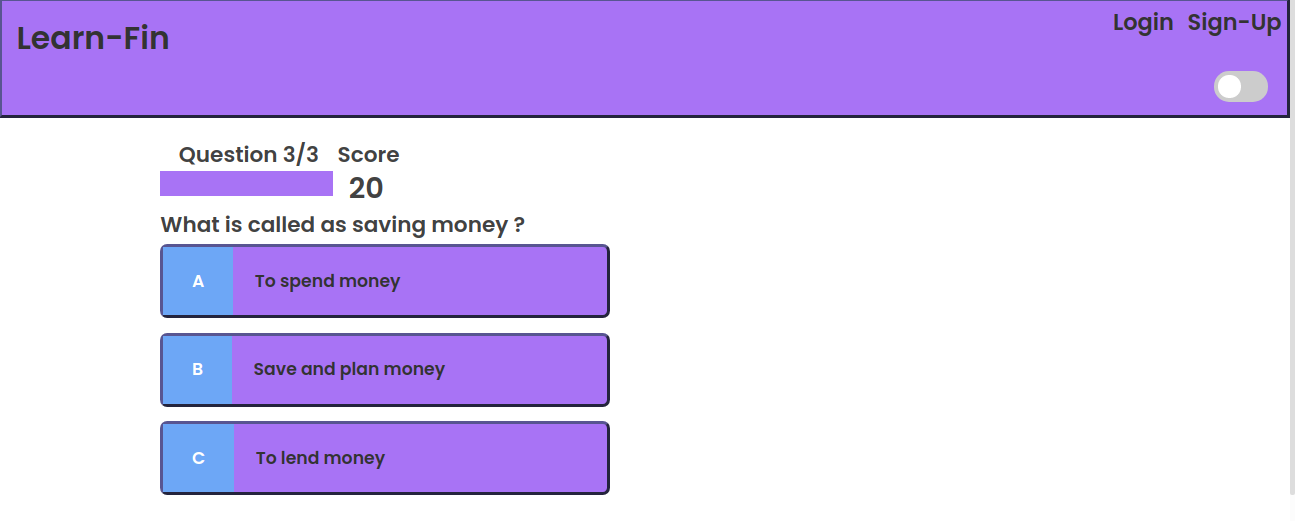 Learn-Fin
Login Sign-Up
Question 3/3 Score
20
What is called as saving money ?
A To spend money
B Save and plan money
C To lend money